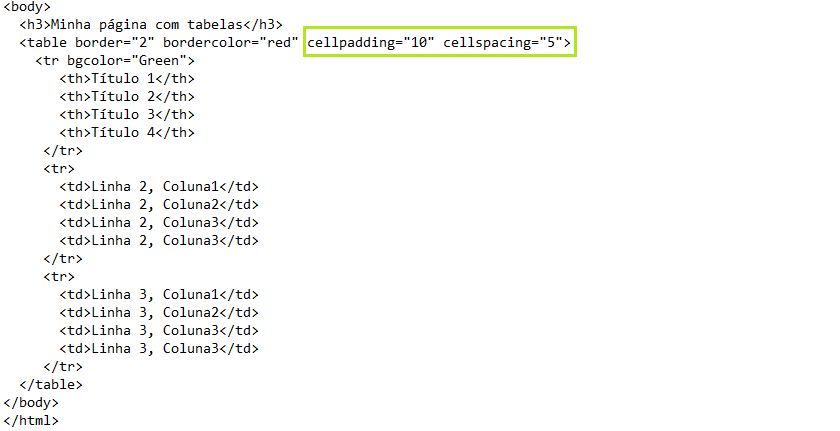 <body>
<h3>Minha página com tabelas</h3>
<table border="2" bordercolor="red" cellpadding="10" cellspacing="5">
<tr bgcolor="Green">
<th>Título 1</th>
<th>Título 2</th>
<th>Título 3</th>
<th>Título 4</th>
</tr>
<tr>
<td>Linha 2, Coluna1</td>
<td>Linha 2, Coluna2</td>
<td>Linha 2, Coluna3</td>
<td>Linha 2, Coluna3</td>
</tr>
<tr>
<td>Linha 3, Coluna1</td>
<td>Linha 3, Coluna2</td>
<td>Linha 3, Coluna3</td>
<td>Linha 3, Coluna3</td>
</tr>
</table>
</body>
</html>